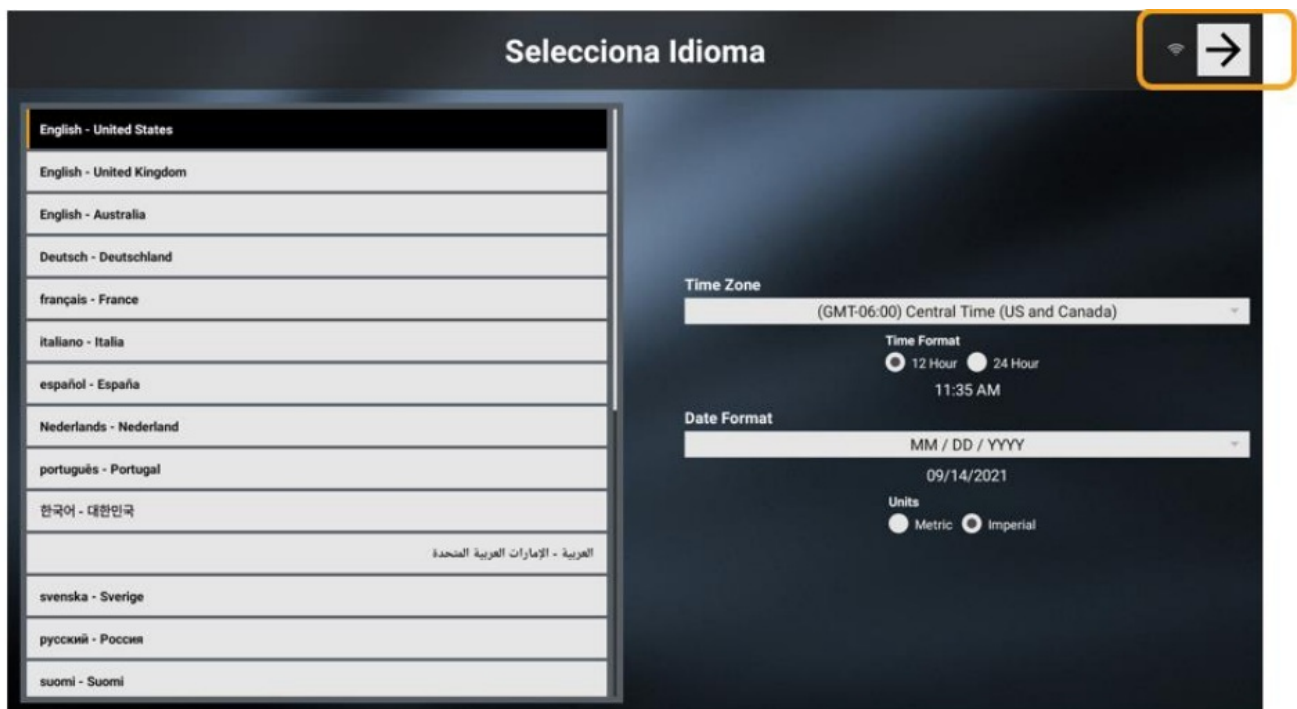 Selecciona Idioma
English - United States
English - United Kingdom
English - Australia
Deutsch - Deutschland
français - France
italiano - Italia
español - España
Nederlands - Nederland
português - Portugal
한국어 - 대한민국
العربية - الإمارات العربية المتحدة
svenska - Sverige
русский - Россия
suomi - Suomi
Time Zone
(GMT-06:00) Central Time (US and Canada)
Time Format
12 Hour 24 Hour
11:35 AM
Date Format
MM / DD / YYYY
09/14/2021
Units
Metric Imperial